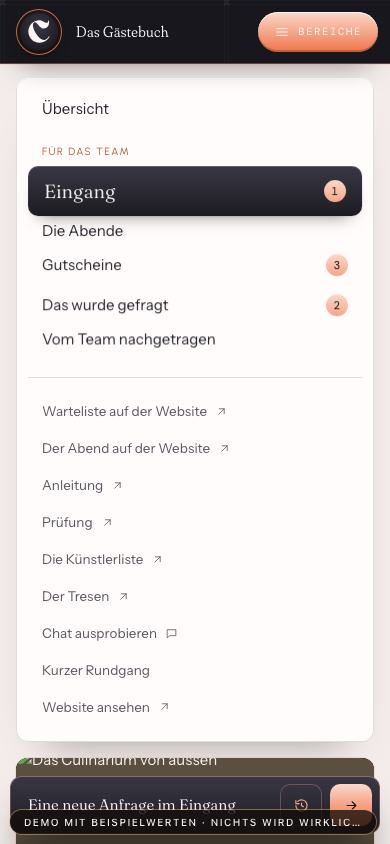 C
Das Gästebuch
BEREICHE
Übersicht
FÜR DAS TEAM
Eingang 1
Die Abende
Gutscheine 3
Das wurde gefragt 2
Vom Team nachgetragen
Warteliste auf der Website
Der Abend auf der Website
Anleitung
Prüfung
Die Künstlerliste
Der Tresen
Chat ausprobieren
Kurzer Rundgang
Website ansehen
Das Culinarium von aussen
Eine neue Anfrage im Eingang
DEMO MIT BEISPIELWERTEN · NICHTS WIRD WIRKLIC…